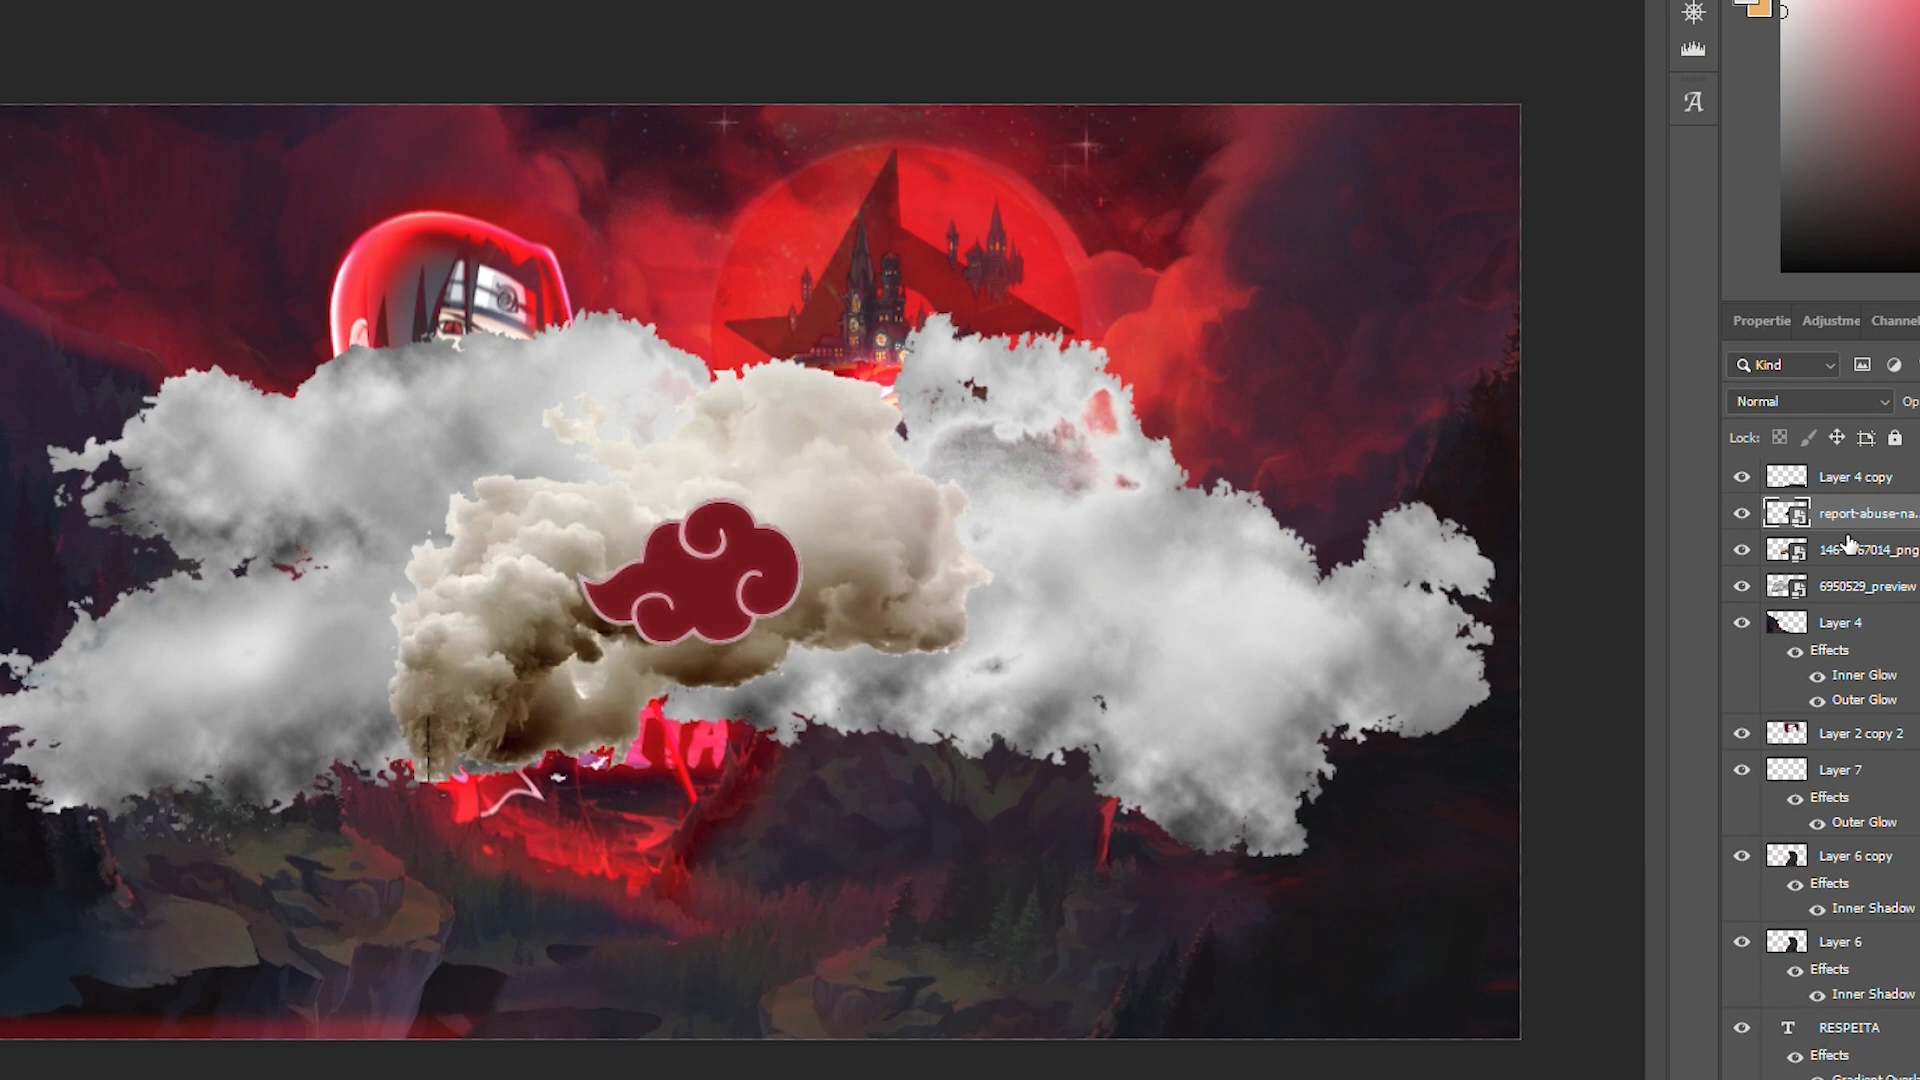 A
Propertie Adjustme Channel
Kind
Normal Op
Lock:
Layer 4 copy
report-abuse-na..
146 67014_png
6950529_preview
Layer 4
Effects
Inner Glow
Outer Glow
Layer 2 copy 2
Layer 7
Effects
Outer Glow
Layer 6 copy
Effects
Inner Shadow
Layer 6
Effects
Inner Shadow
T RESPEITA
Effects